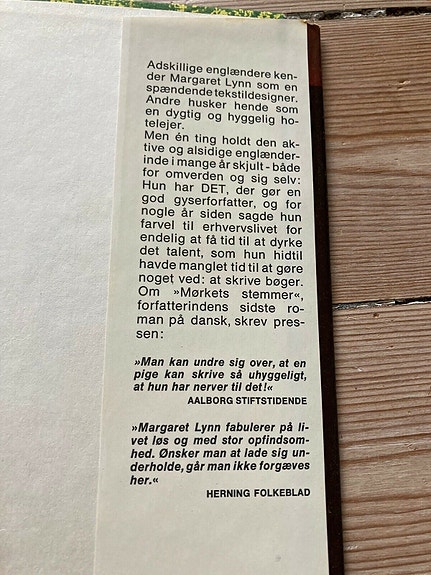 Adskillige englændere ken-
der Margaret Lynn som en
spændende tekstildesigner.
Andre husker hende som
en dygtig og hyggelig ho-
telejer.
Men én ting holdt den ak-
tive og alsidige englænder-
inde i mange år skjult - både
for omverden og sig selv:
Hun har DET, der gør en
god gyserforfatter, og for
nogle år siden sagde hun
farvel til erhvervslivet for
endelig at få tid til at dyrke
det talent, som hun hidtil
havde manglet tid til at gøre
noget ved: at skrive bøger.
Om »Mørkets stemmer«,
forfatterindens sidste ro-
man på dansk, skrev pres-
sen:
»Man kan undre sig over, at en
pige kan skrive så uhyggeligt,
at hun har nerver til det!«
AALBORG STIFTSTIDENDE
»Margaret Lynn fabulerer på li-
vet løs og med stor opfindsom-
hed. Ønsker man at lade sig un-
derholde, går man ikke forgæves
her.«
HERNING FOLKEBLAD